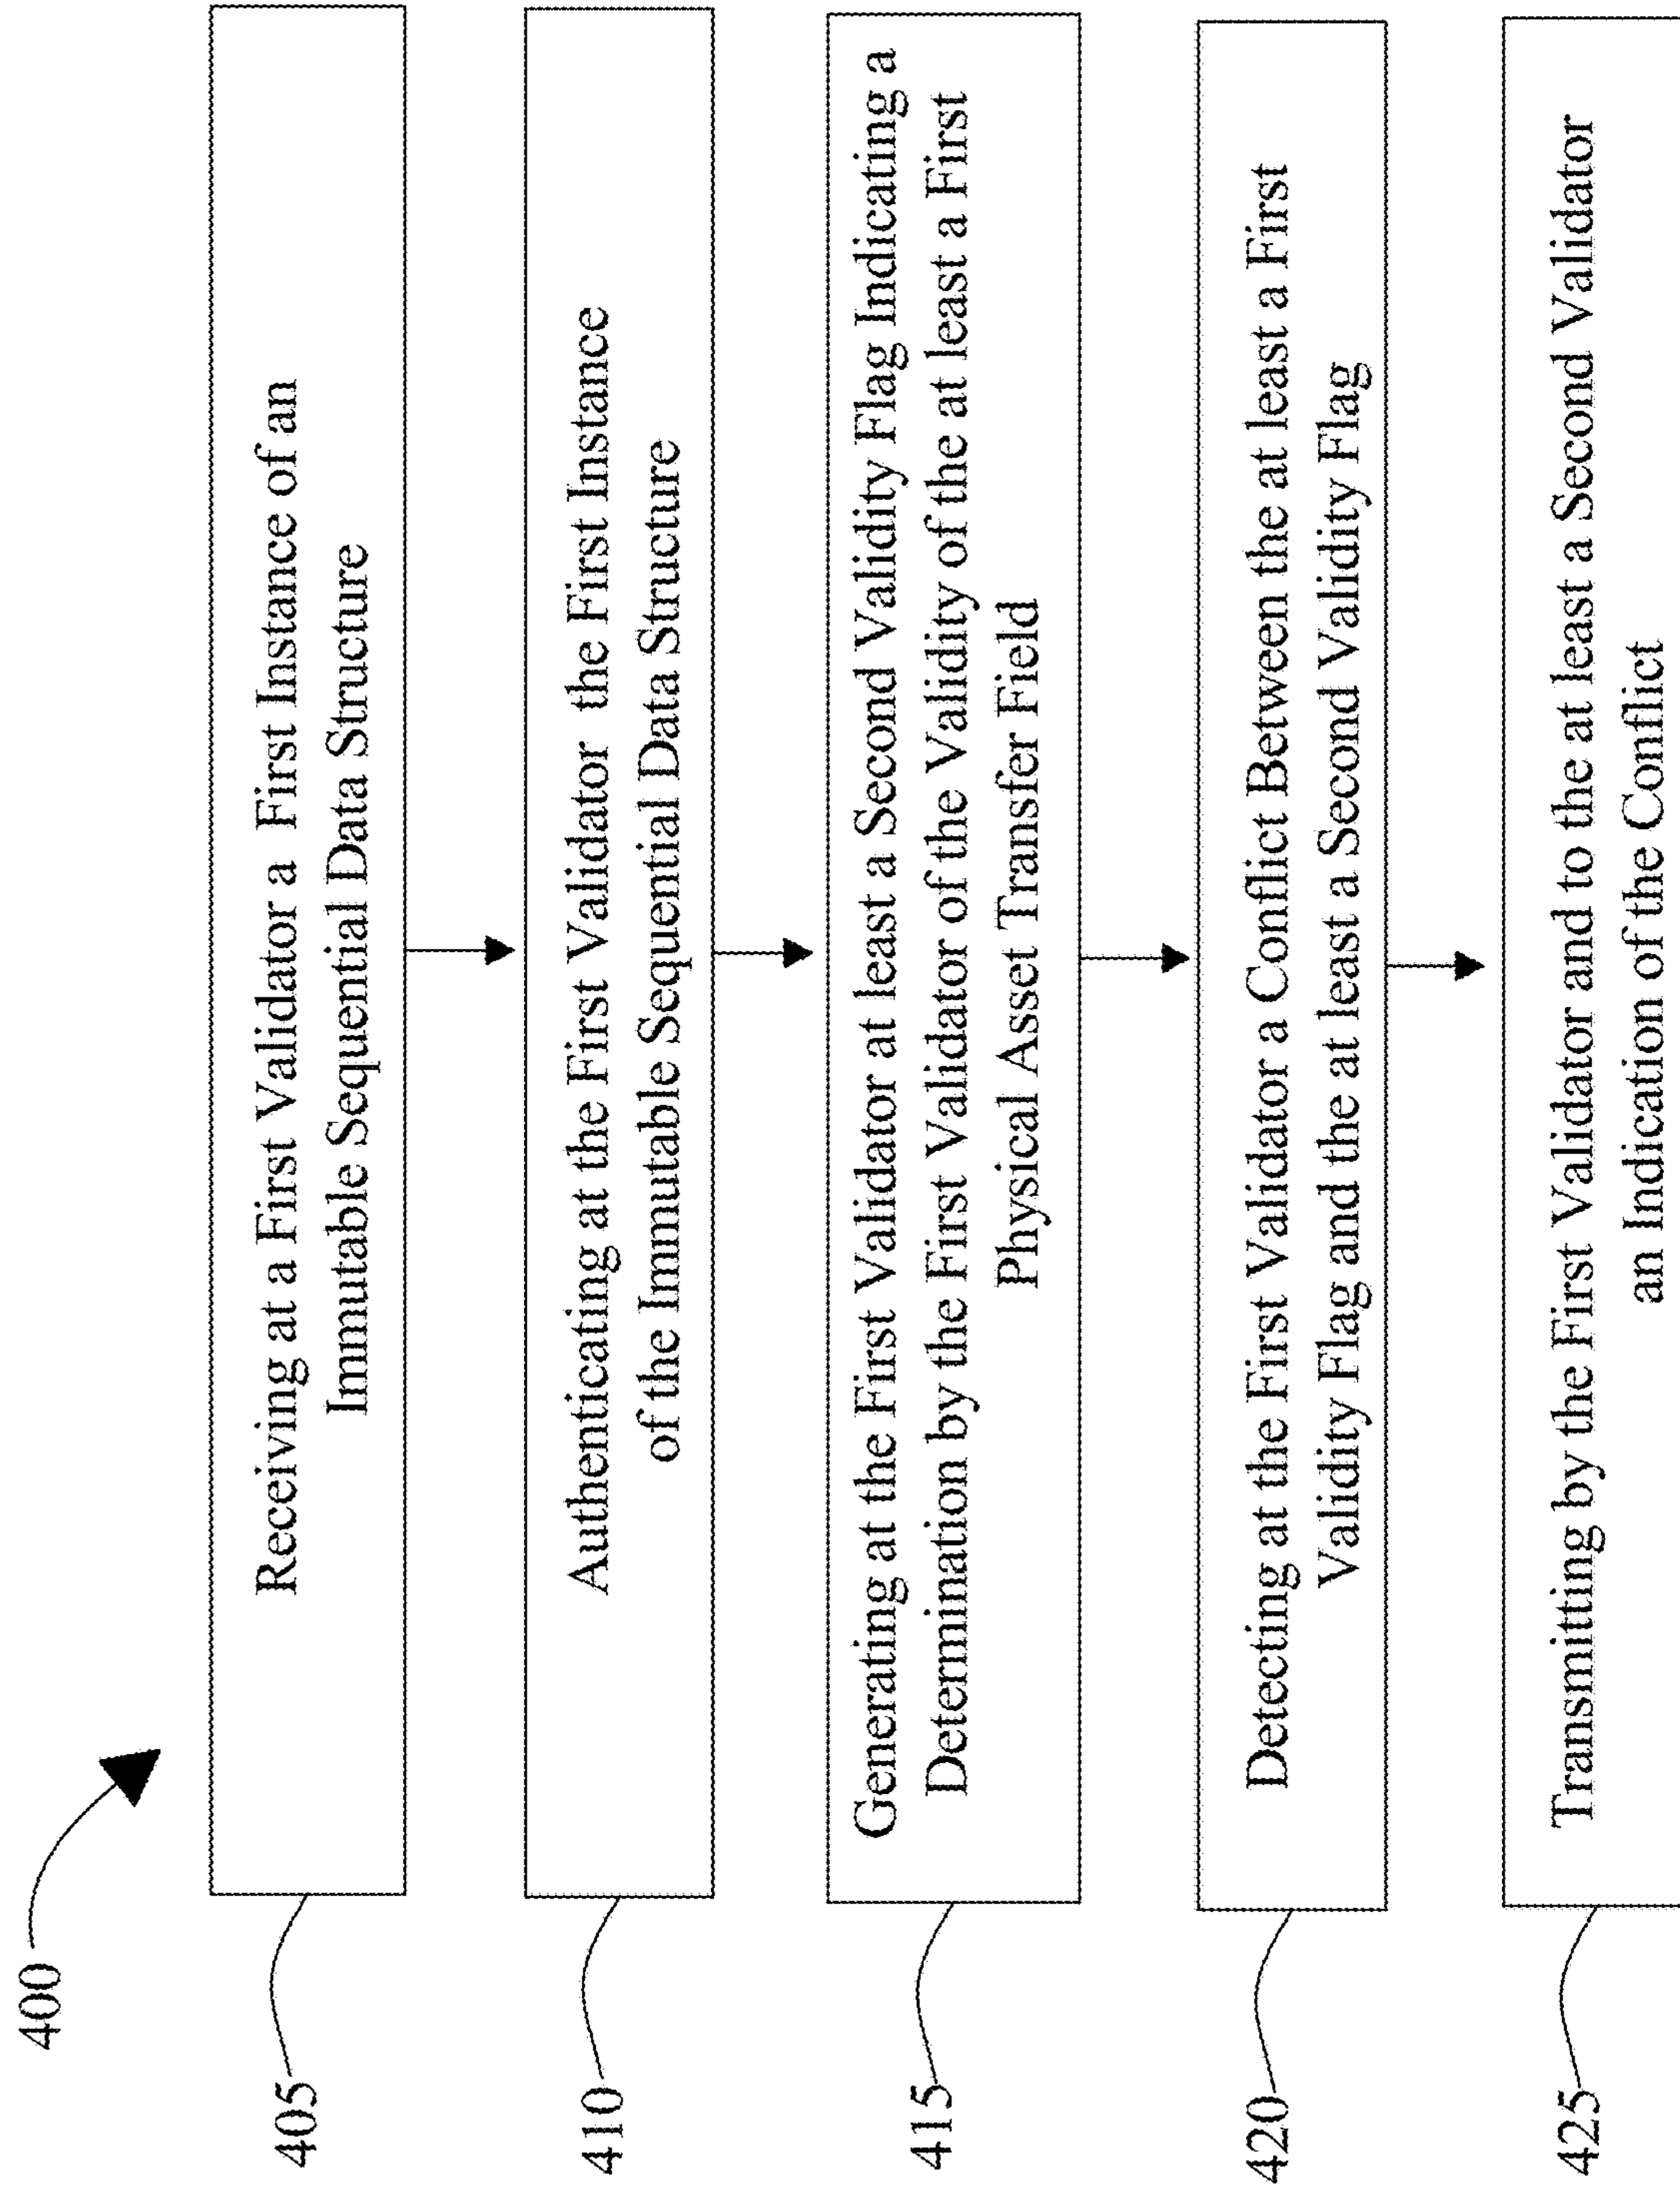 400
405
Receiving at a First Validator a First Instance of an
Immutable Sequential Data Structure
410
Authenticating at the First Validator the First Instance
of the Immutable Sequential Data Structure
415
Generating at the First Validator at least a Second Validity Flag Indicating a
Determination by the First Validator of the Validity of the at least a First
Physical Asset Transfer Field
420
Detecting at the First Validator a Conflict Between the at least a First
Validity Flag and the at least a Second Validity Flag
425
Transmitting by the First Validator and to the at least a Second Validator
an Indication of the Conflict